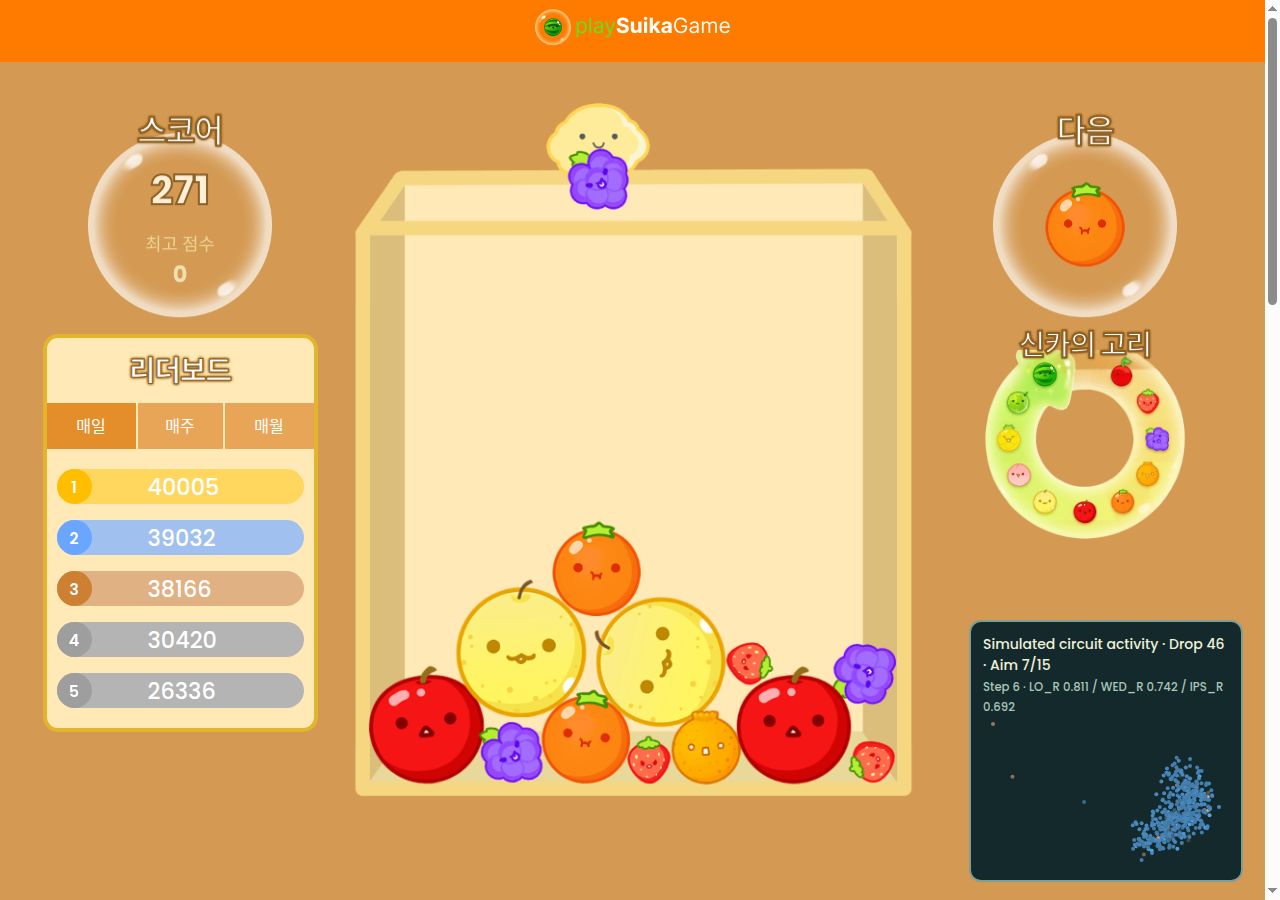 playSuikaGame
스코어
271
최고 점수
0
리더보드
매일 매주 매월
1 40005
2 39032
3 38166
4 30420
5 26336
다음
신카의 고리
Simulated circuit activity · Drop 46
· Aim 7/15
Step 6 · LO_R 0.811 / WED_R 0.742 / IPS_R
0.692